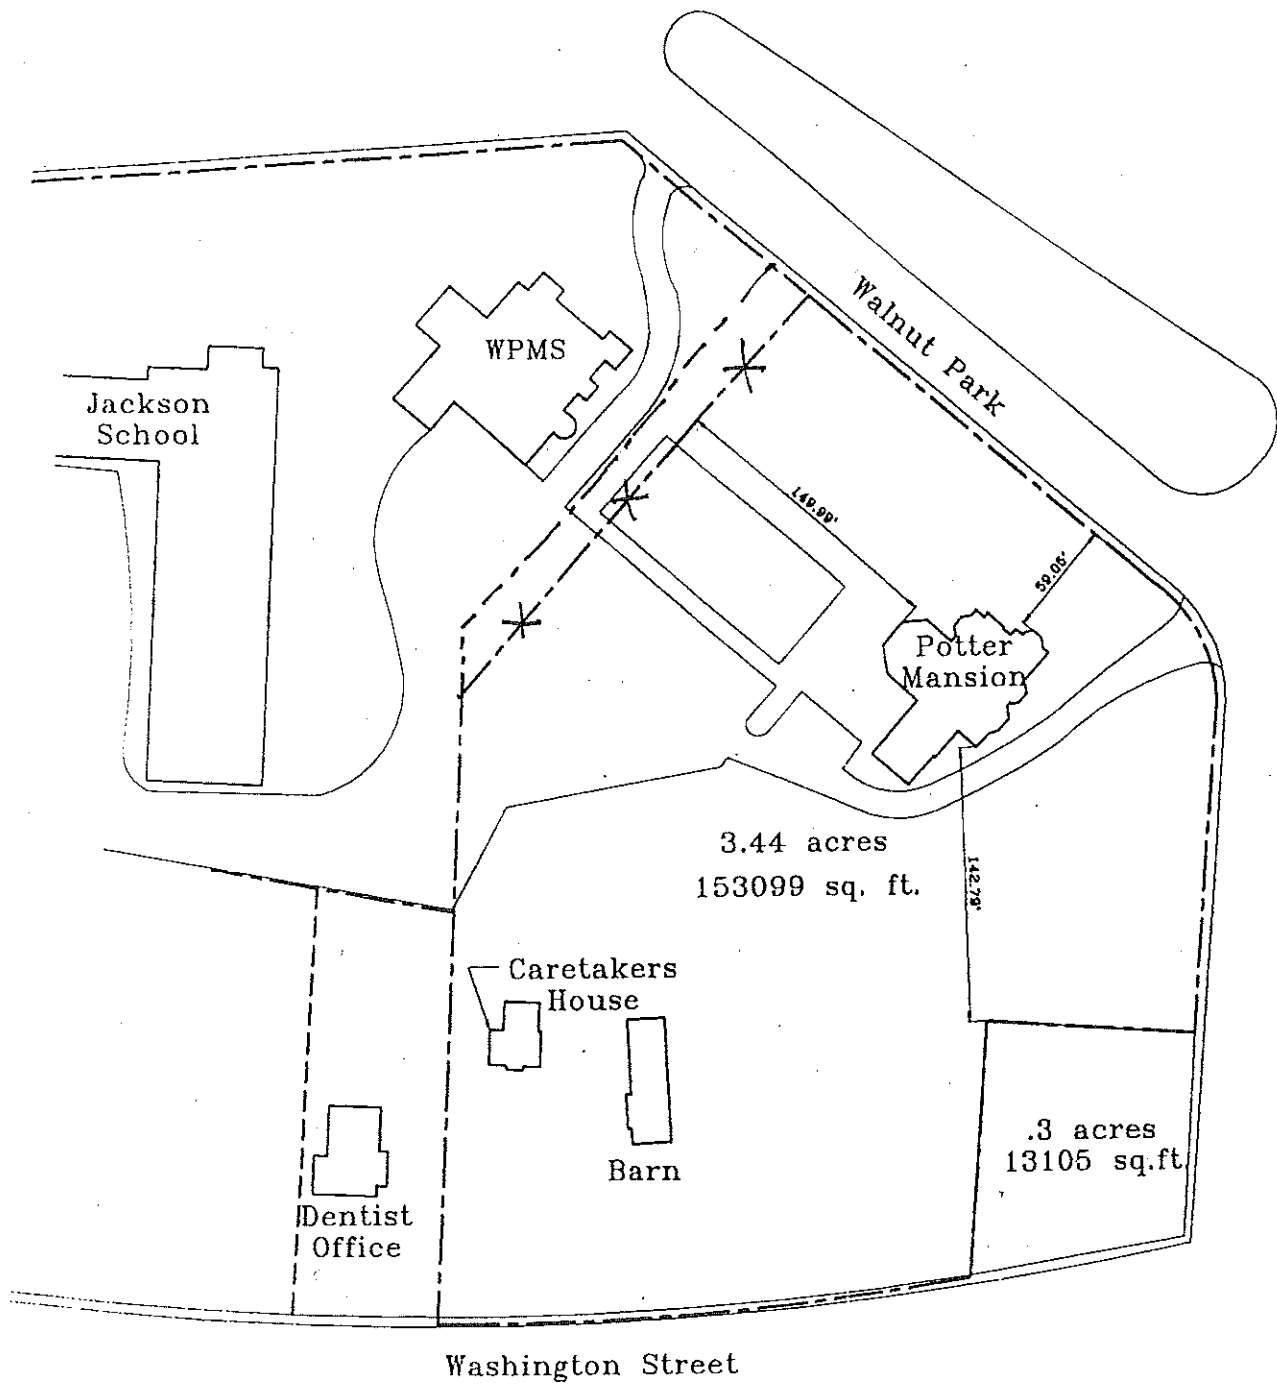 Walnut Park
WPMS
Jackson
School
149.99'
59.05'
Potter
Mansion
3.44 acres
153099 sq. ft.
142.79'
Caretakers
House
.3 acres
13105 sq.ft
Barn
Dentist
Office
Washington Street